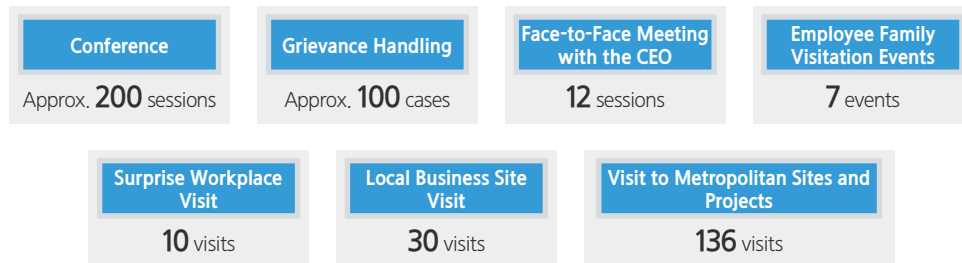 Conference
Approx. 200 sessions
Grievance Handling
Approx. 100 cases
Face-to-Face Meeting
with the CEO
12 sessions
Employee Family
Visitation Events
7 events
Surprise Workplace
Visit
10 visits
Local Business Site
Visit
30 visits
Visit to Metropolitan Sites and
Projects
136 visits